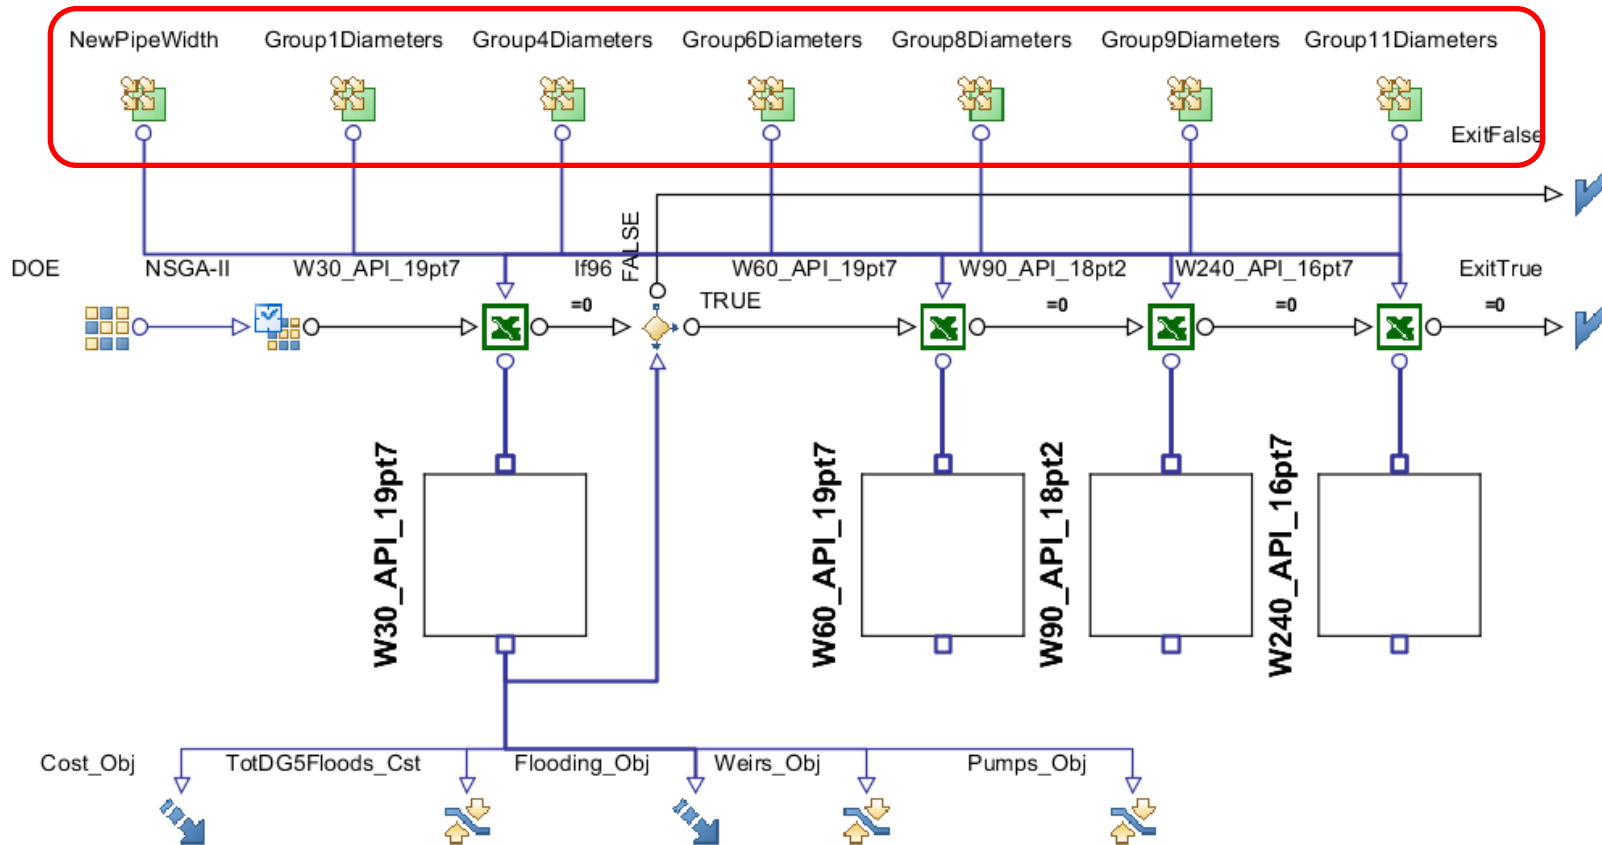 NewPipeWidth
Group1Diameters
Group4Diameters
Group6Diameters
Group8Diameters
Group9Diameters
Group11Diameters
ExitFalse
FALSE
DOE
NSGA-II
W30_API_19pt7
If96
W60_API_19pt7
W90_API_18pt2
W240_API_16pt7
ExitTrue
=0
TRUE
=0
=0
=0
W30_API_19pt7
W60_API_19pt7
W90_API_18pt2
W240_API_16pt7
Cost_Obj
TotDG5Floods_Cst
Flooding_Obj
Weirs_Obj
Pumps_Obj